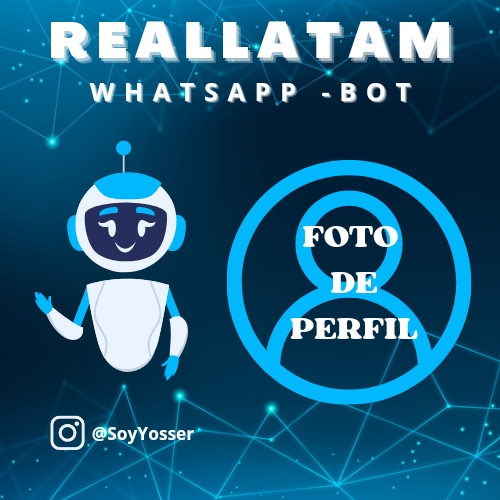 REALLATAM
WHATSAPP -BOT
FOTO
DE
PERFIL
@SoyYosser